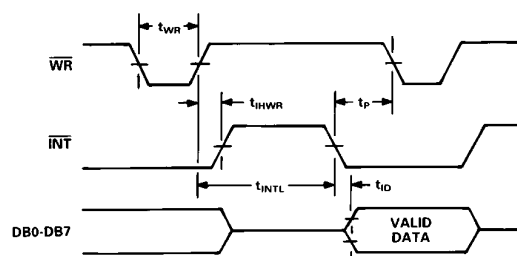 tWR
WR
tIHWR
tP
INT
tINTL
tID
DB0-DB7
VALID
DATA